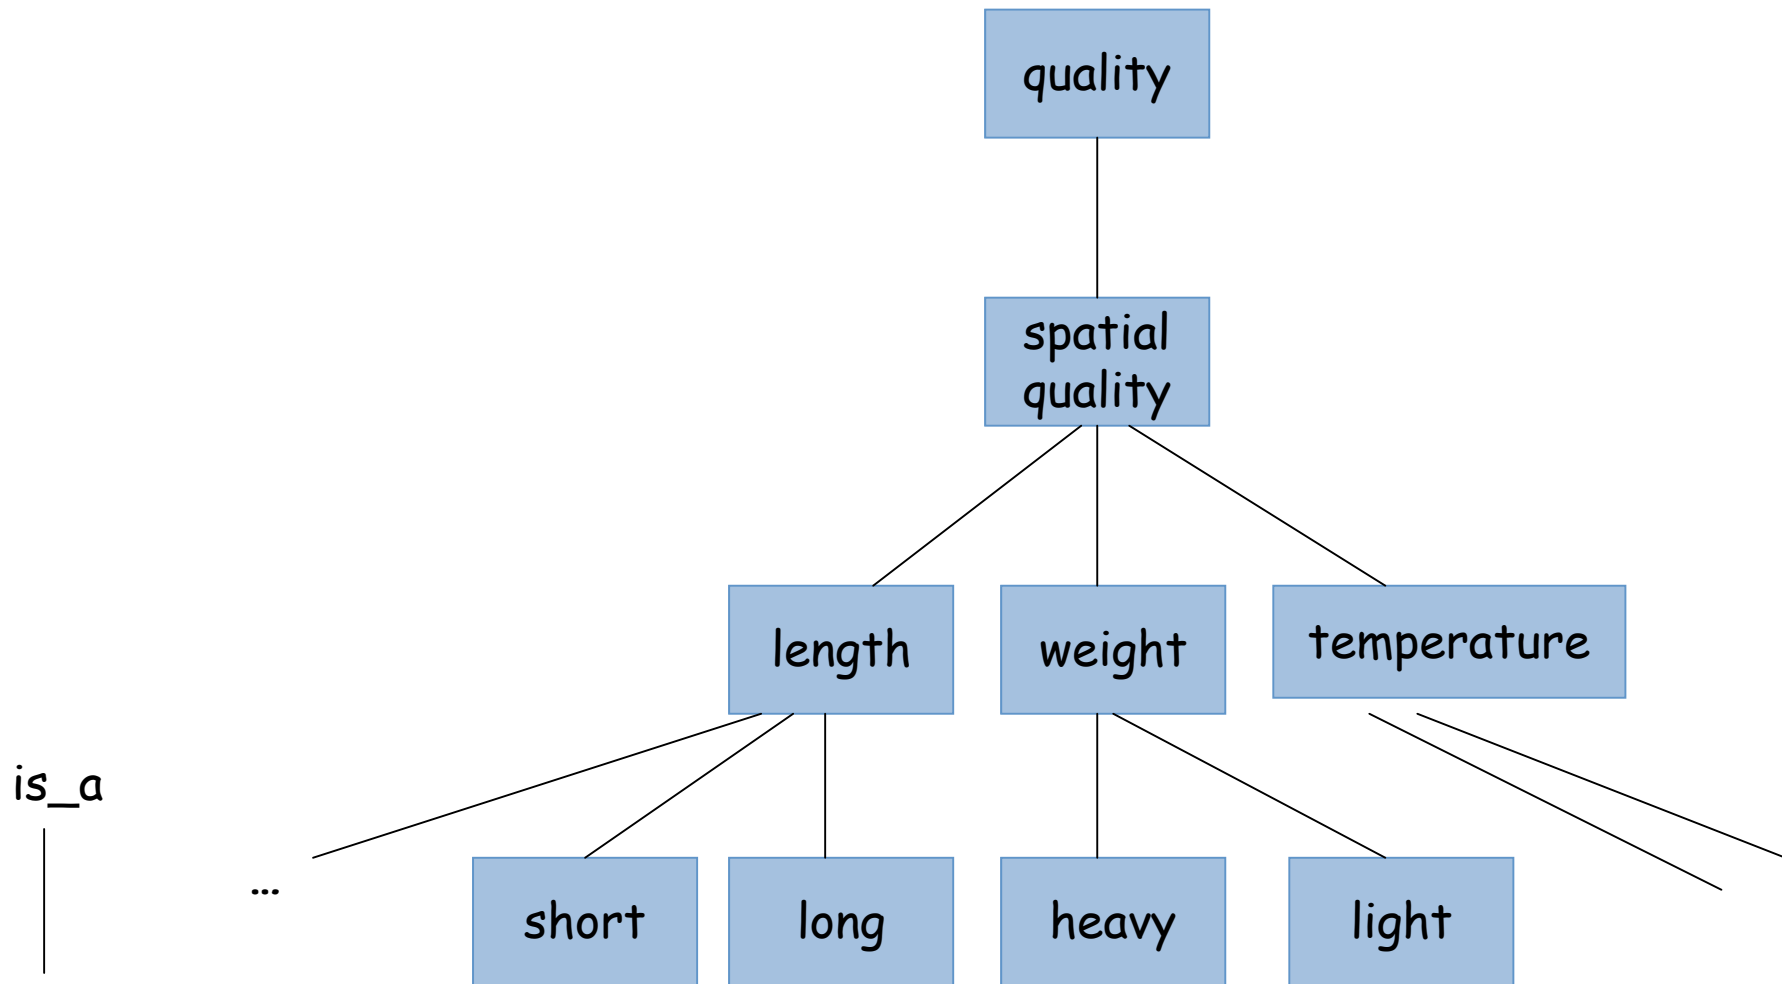 quality
spatial
quality
length
weight
temperature
is_a
...
short
long
heavy
light